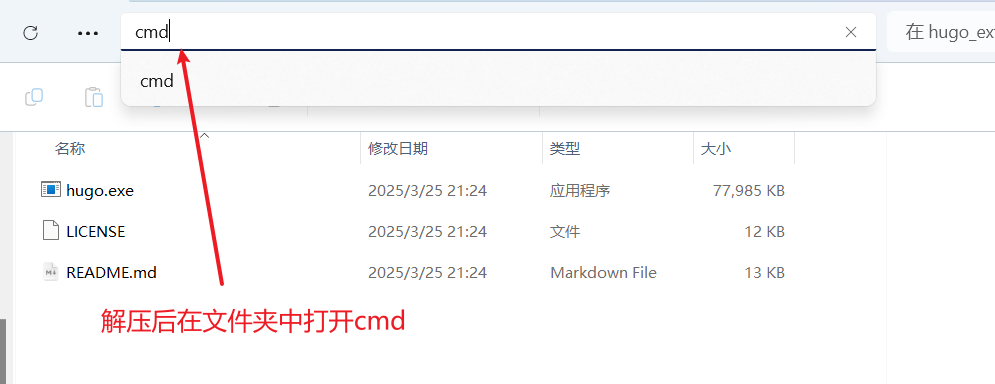 cmd
在 hugo_ex
cmd
名称 修改日期 类型 大小
hugo.exe 2025/3/25 21:24 应用程序 77,985 KB
LICENSE 2025/3/25 21:24 文件 12 KB
README.md 2025/3/25 21:24 Markdown File 13 KB
解压后在文件夹中打开cmd